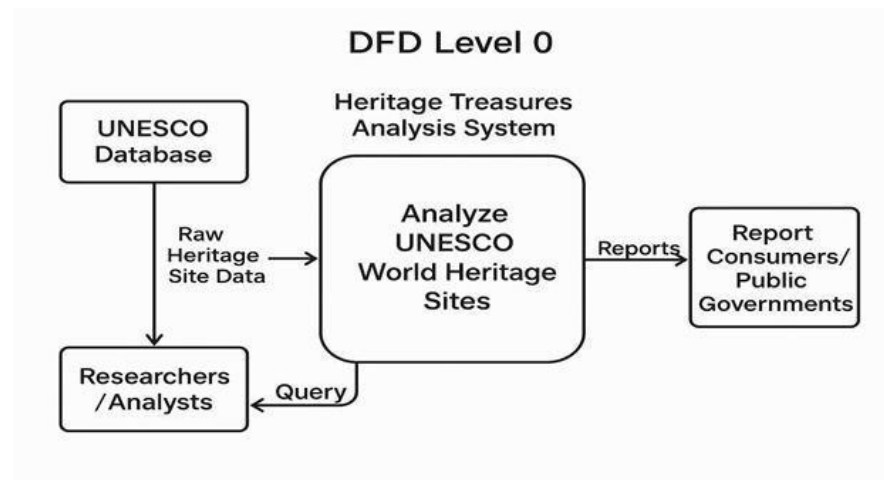 DFD Level 0
Heritage Treasures
Analysis System
UNESCO
Database
Raw
Heritage
Site Data
Analyze
UNESCO
World Heritage
Sites
Reports
Report
Consumers/
Public
Governments
Researchers
/Analysts
Query